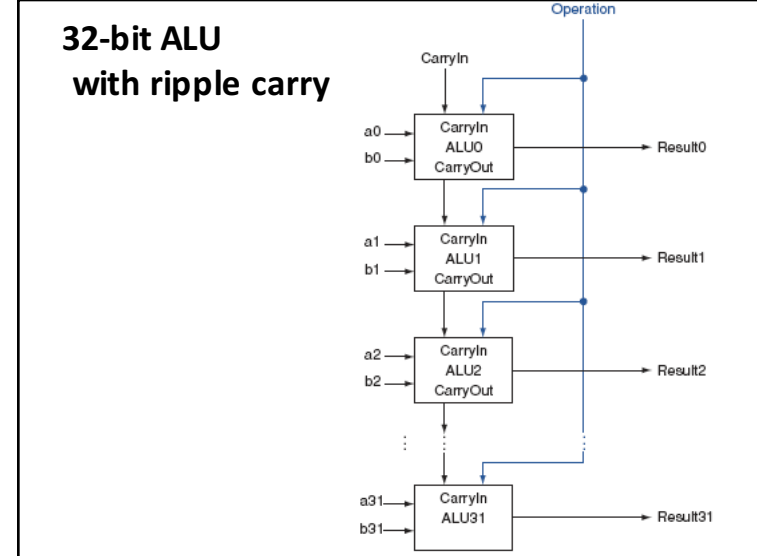 32-bit ALU
with ripple carry
Operation
CarryIn
a0
b0
CarryIn
ALU0
CarryOut
Result0
a1
b1
CarryIn
ALU1
CarryOut
Result1
a2
b2
CarryIn
ALU2
CarryOut
Result2
a31
b31
CarryIn
ALU31
Result31